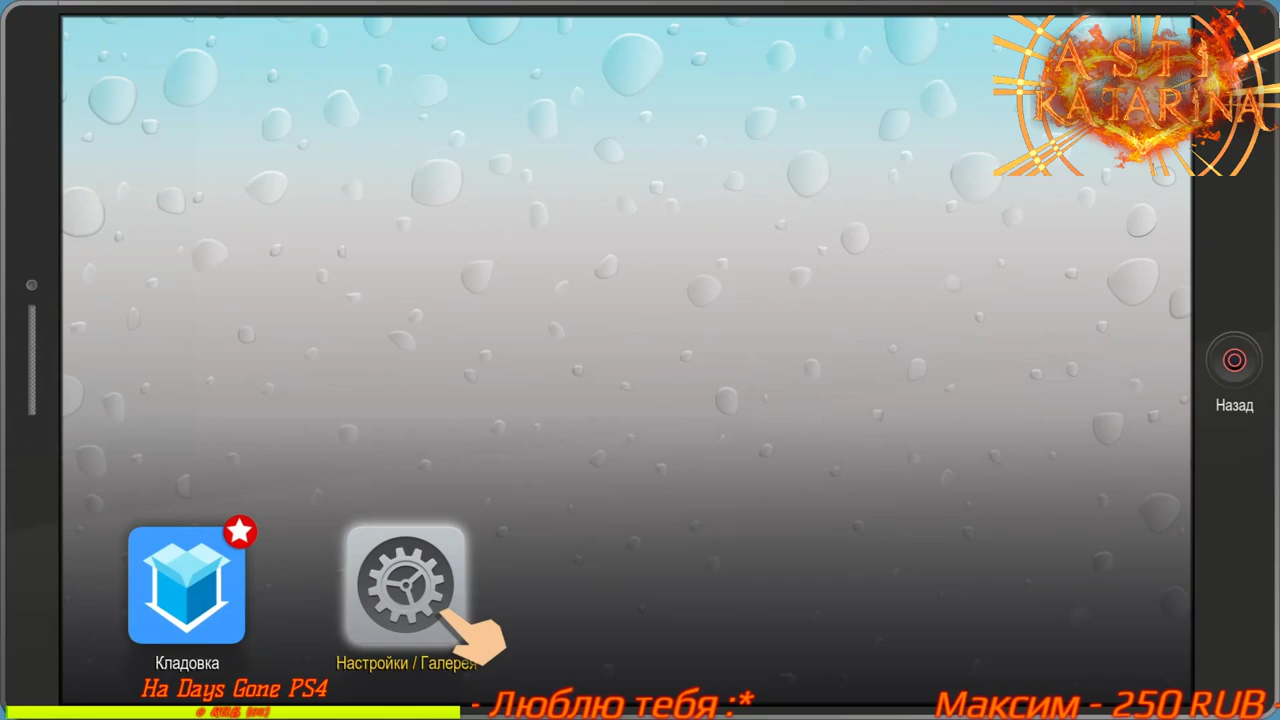 ASTI
KATARINA
Назад
Кладовка
Настройки / Галерея
На Days Gone PS4
- Люблю тебя :*
Максим - 250 RUB